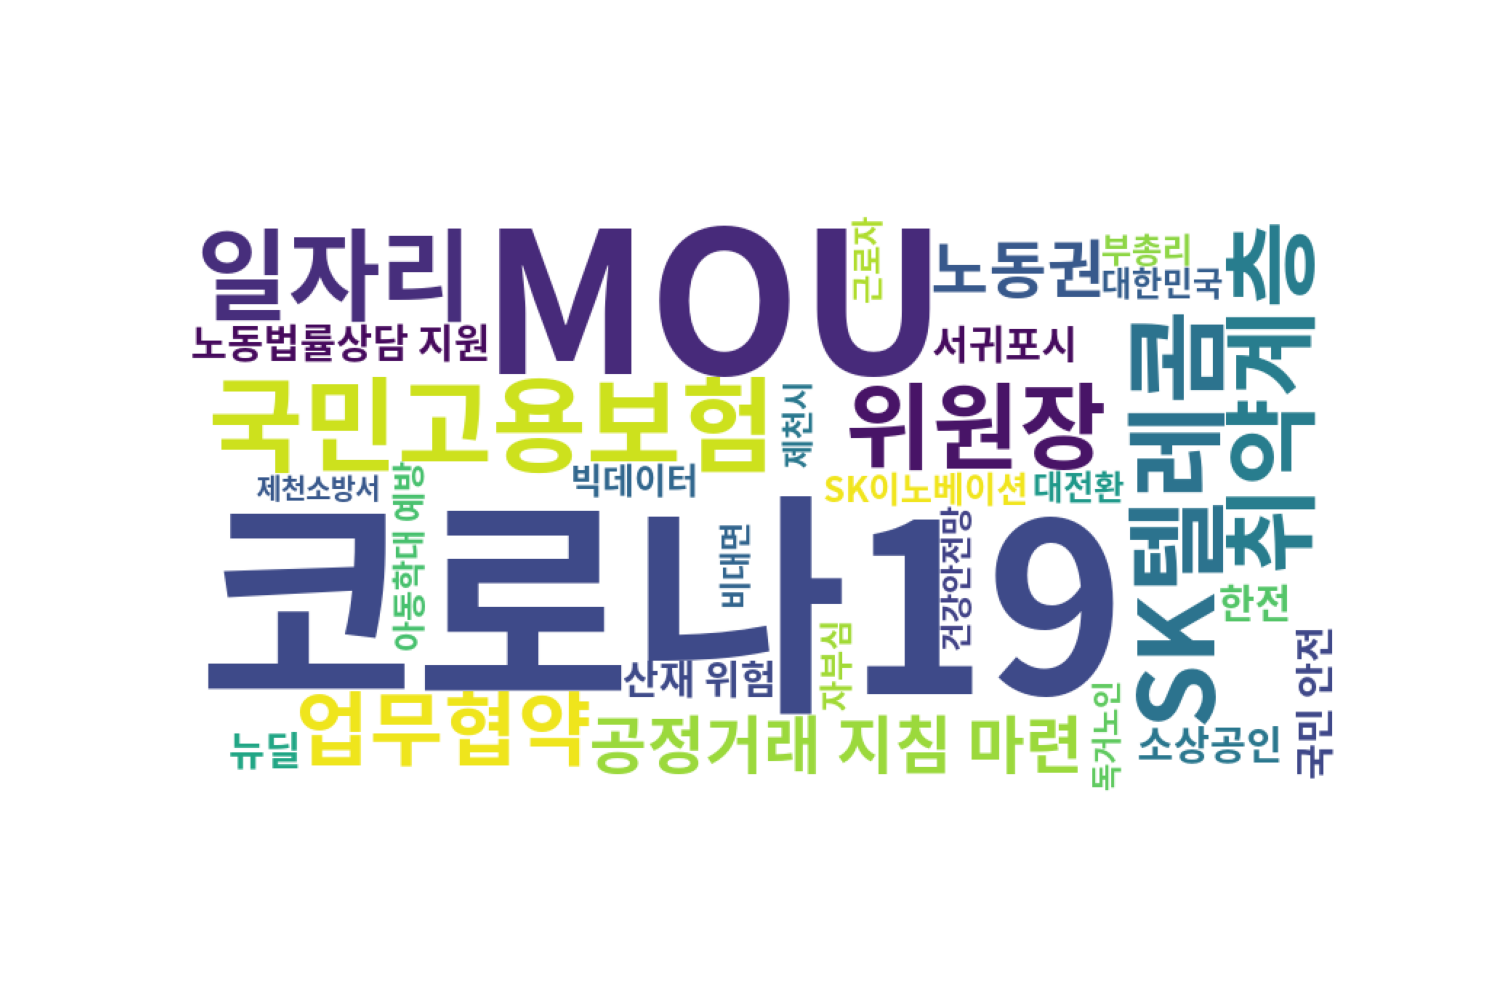 일자리
MOU
근로자
노동권
부총리
대한민국
취약계층
노동법률상담 지원
서귀포시
국민고용보험
제천시
위원장
SK텔레콤
제천소방서
아동학대 예방
빅데이터
SK이노베이션
대전환
코로나19
비대면
건강안전망
산재 위험
자부심
한전
국민 안전
뉴딜
업무협약
공정거래 지침 마련
독거노인
소상공인